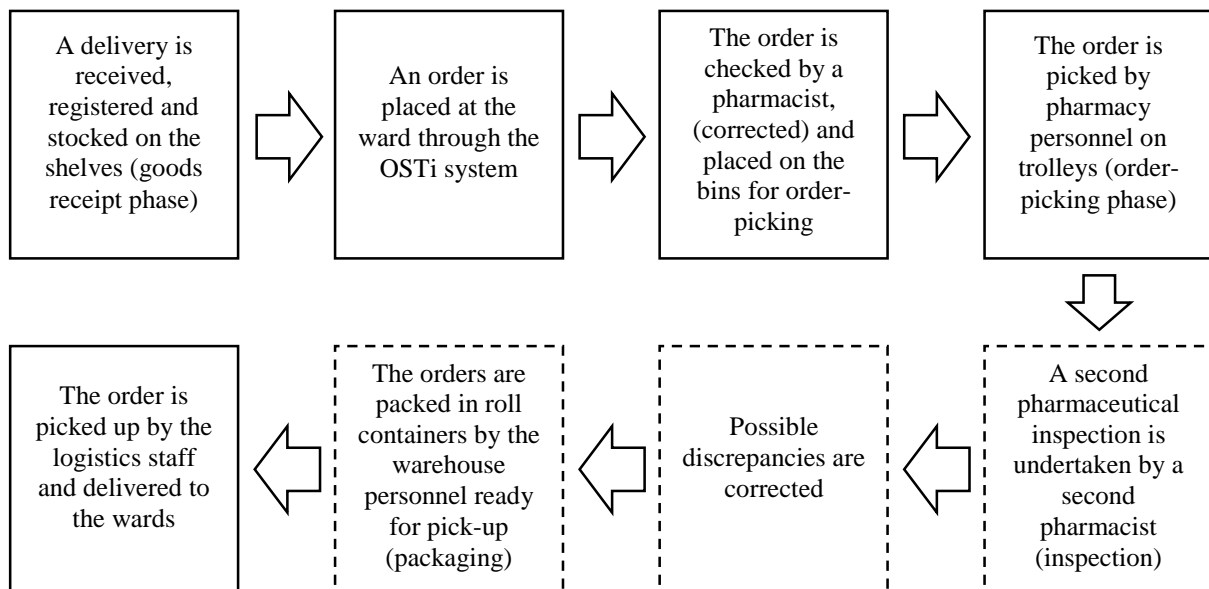 A delivery is
received,
registered and
stocked on the
shelves (goods
receipt phase)
An order is
placed at the
ward through the
OSTi system
The order is
checked by a
pharmacist,
(corrected) and
placed on the
bins for order-
picking
The order is
picked by
pharmacy
personnel on
trolleys (order-
picking phase)
A second
pharmaceutical
inspection is
undertaken by a
second
pharmacist
(inspection)
Possible
discrepancies are
corrected
The orders are
packed in roll
containers by the
warehouse
personnel ready
for pick-up
(packaging)
The order is
picked up by the
logistics staff
and delivered to
the wards